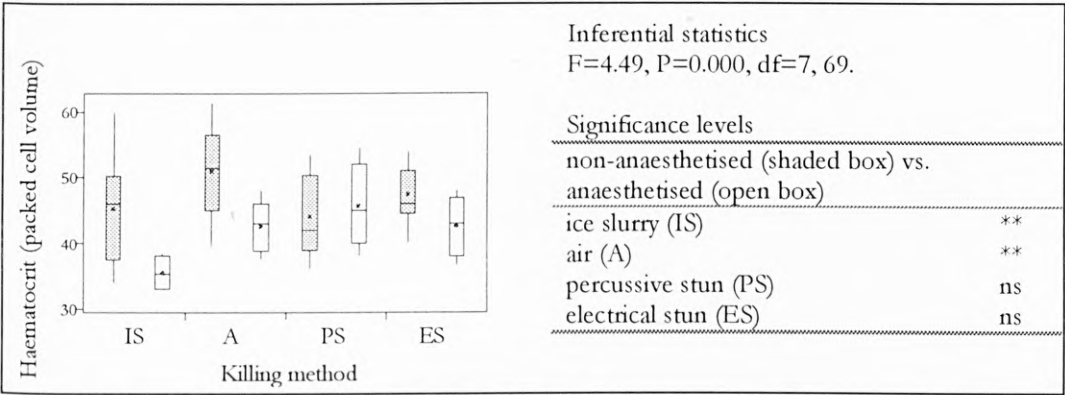 Haematocrit (packed cell volume)
60
50
40
30
IS A PS ES
Killing method
Inferential statistics
F=4.49, P=0.000, df=7, 69.
Significance levels
non-anaesthetised (shaded box) vs.
anaesthetised (open box)
ice slurry (IS) **
air (A) **
percussive stun (PS) ns
electrical stun (ES) ns